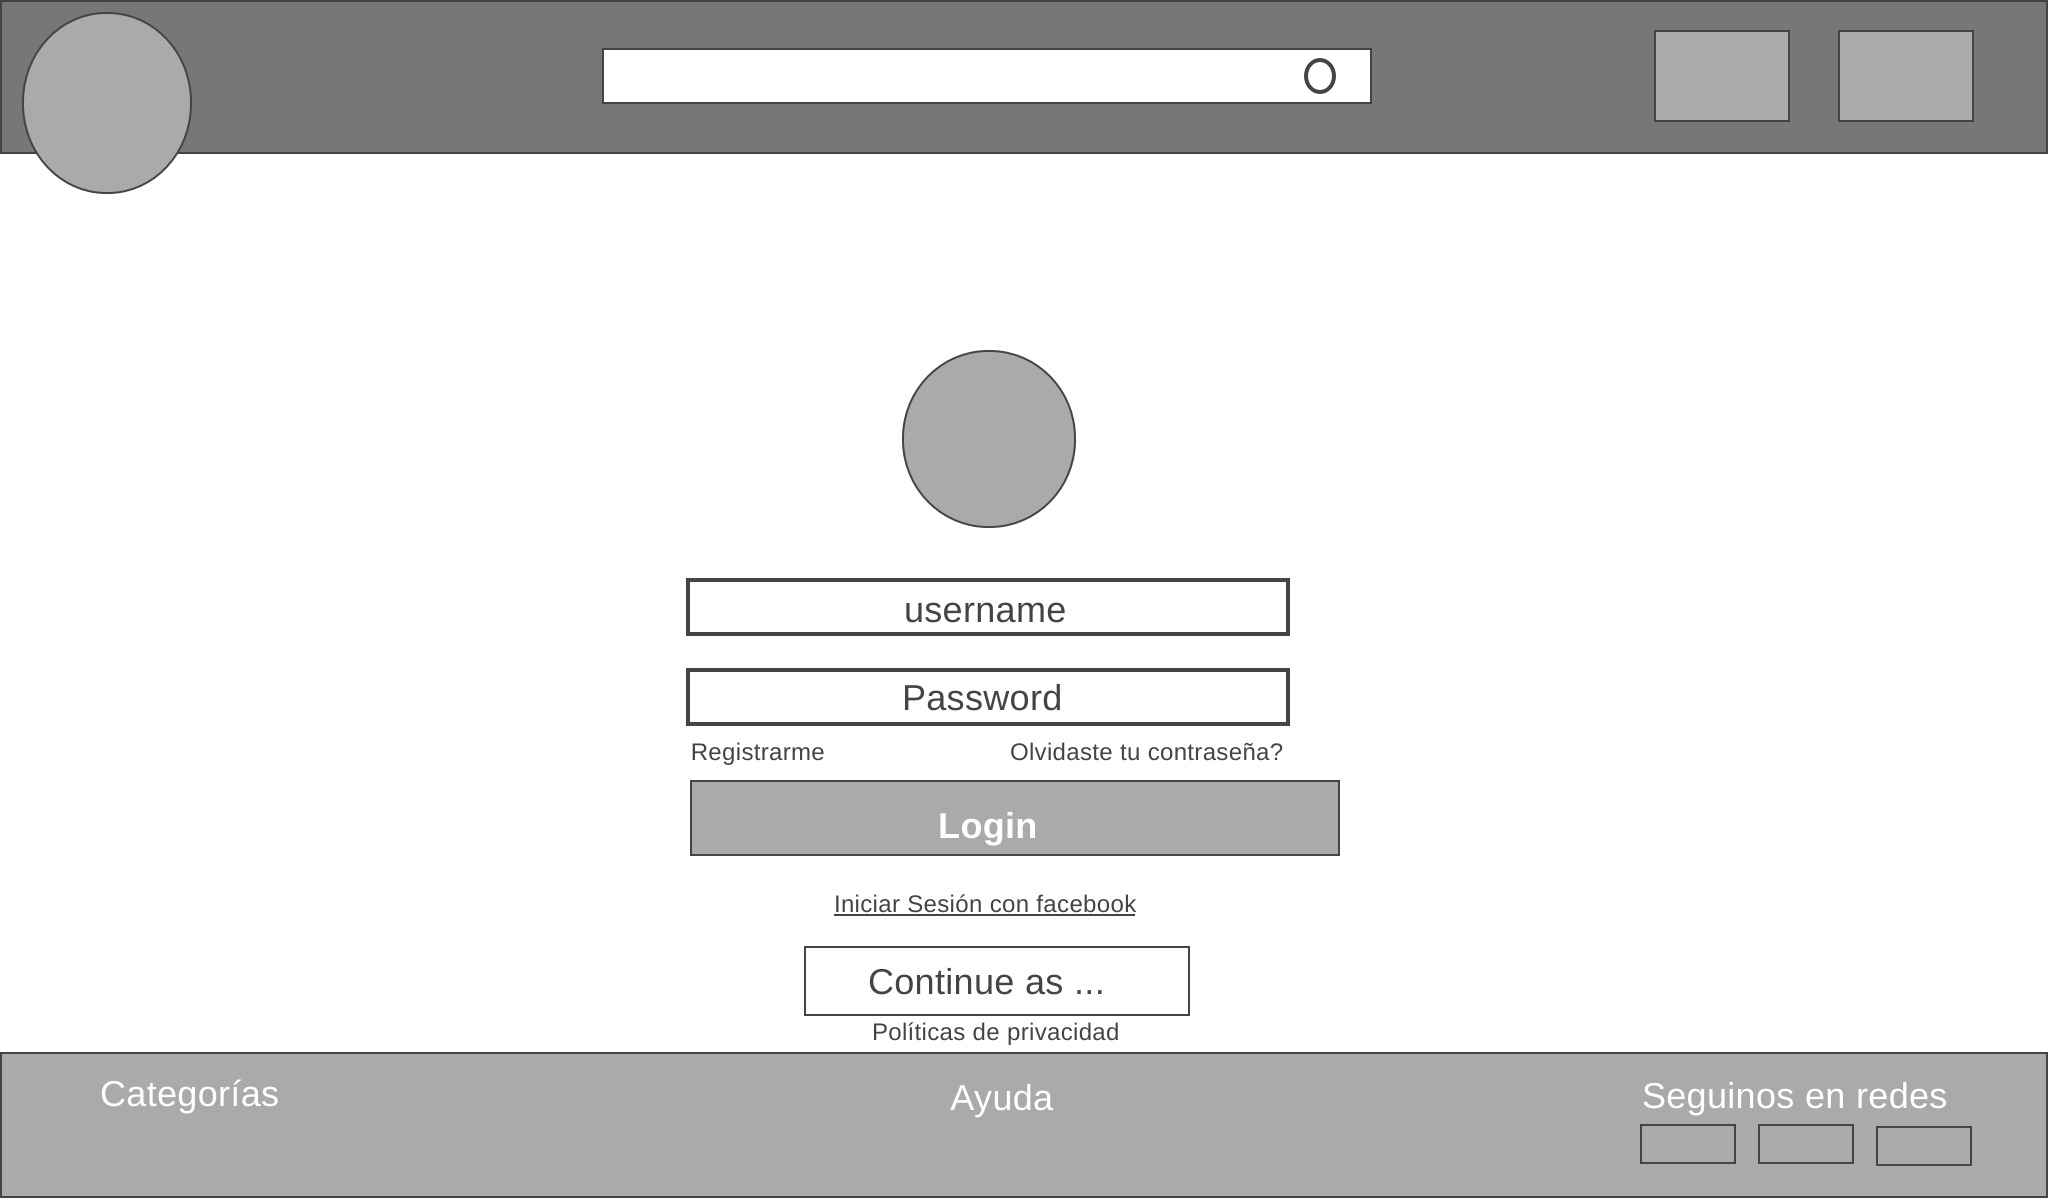 username
Password
Registrarme
Olvidaste tu contraseña?
Login
Iniciar Sesión con facebook
Continue as ...
Políticas de privacidad
Categorías
Ayuda
Seguinos en redes